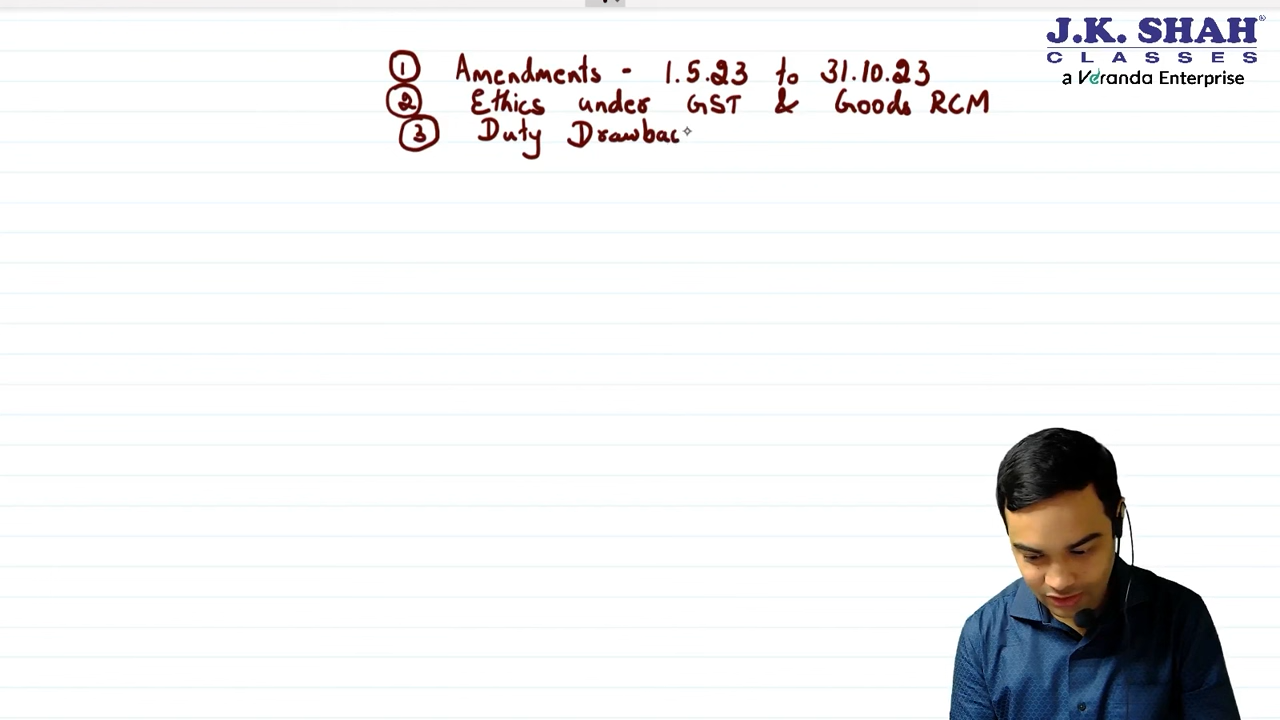 J.K. SHAH®
CLASSES
a Veranda Enterprise
① Amendments - 1.5.23 to 31.10.23
② Ethics under GST & Goods RCM
③ Duty Drawbac